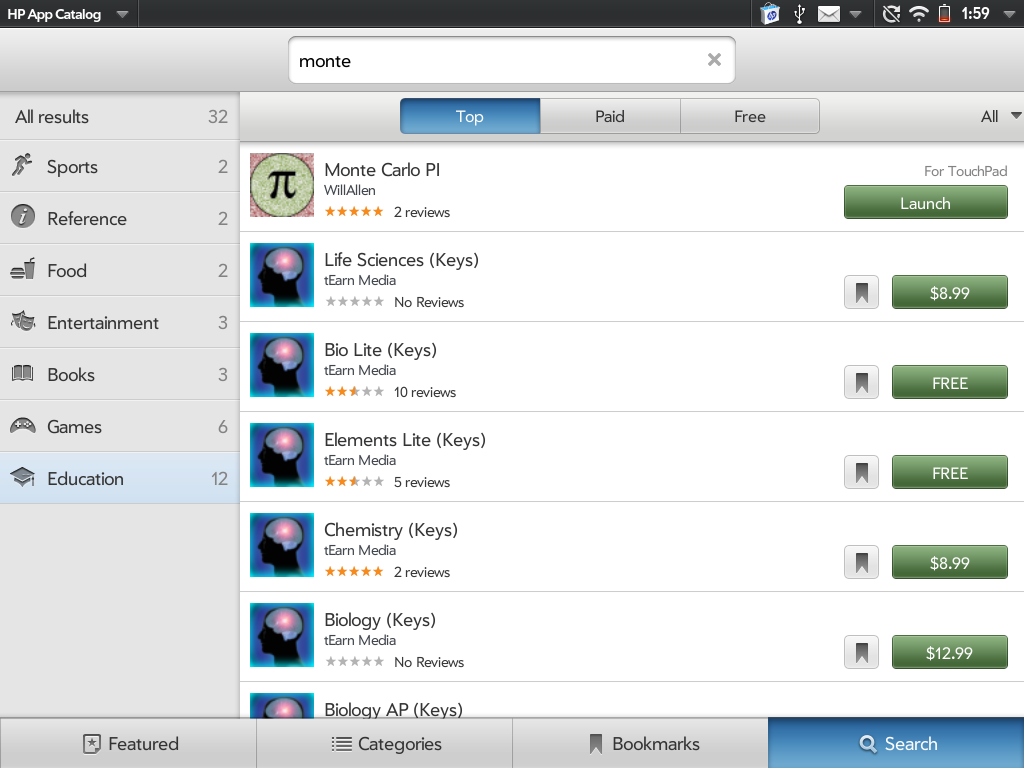 HP App Catalog
1:59
monte
All results 32
Sports 2
Reference 2
Food 2
Entertainment 3
Books 3
Games 6
Education 12
Top Paid Free All
Monte Carlo PI
WillAllen
2 reviews
For TouchPad
Launch
Life Sciences (Keys)
tEarn Media
No Reviews
$8.99
Bio Lite (Keys)
tEarn Media
10 reviews
FREE
Elements Lite (Keys)
tEarn Media
5 reviews
FREE
Chemistry (Keys)
tEarn Media
2 reviews
$8.99
Biology (Keys)
tEarn Media
No Reviews
$12.99
Biology AP (Keys)
Featured Categories Bookmarks Search